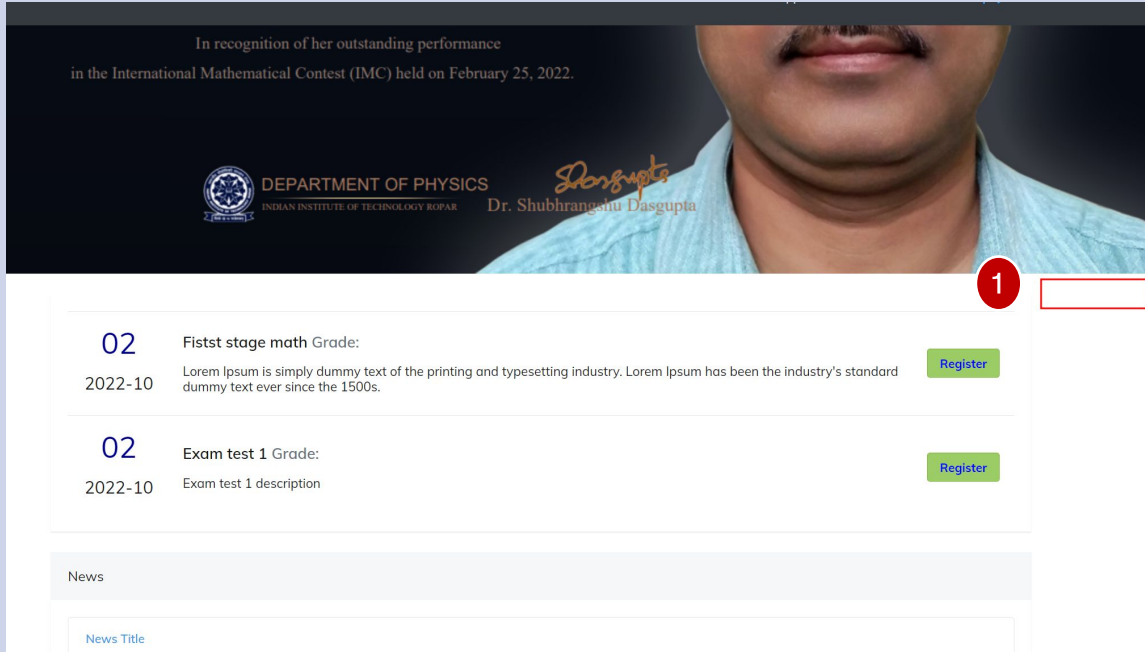 In recognition of her outstanding performance
in the International Mathematical Contest (IMC) held on February 25, 2022.
DEPARTMENT OF PHYSICS
INDIAN INSTITUTE OF TECHNOLOGY ROPAR
Dasgupta
Dr. Shubhrangshu Dasgupta
1
02
2022-10
Fistst stage math Grade:
Lorem Ipsum is simply dummy text of the printing and typesetting industry. Lorem Ipsum has been the industry's standard
dummy text ever since the 1500s.
Register
02
2022-10
Exam test 1 Grade:
Exam test 1 description
Register
News
News Title